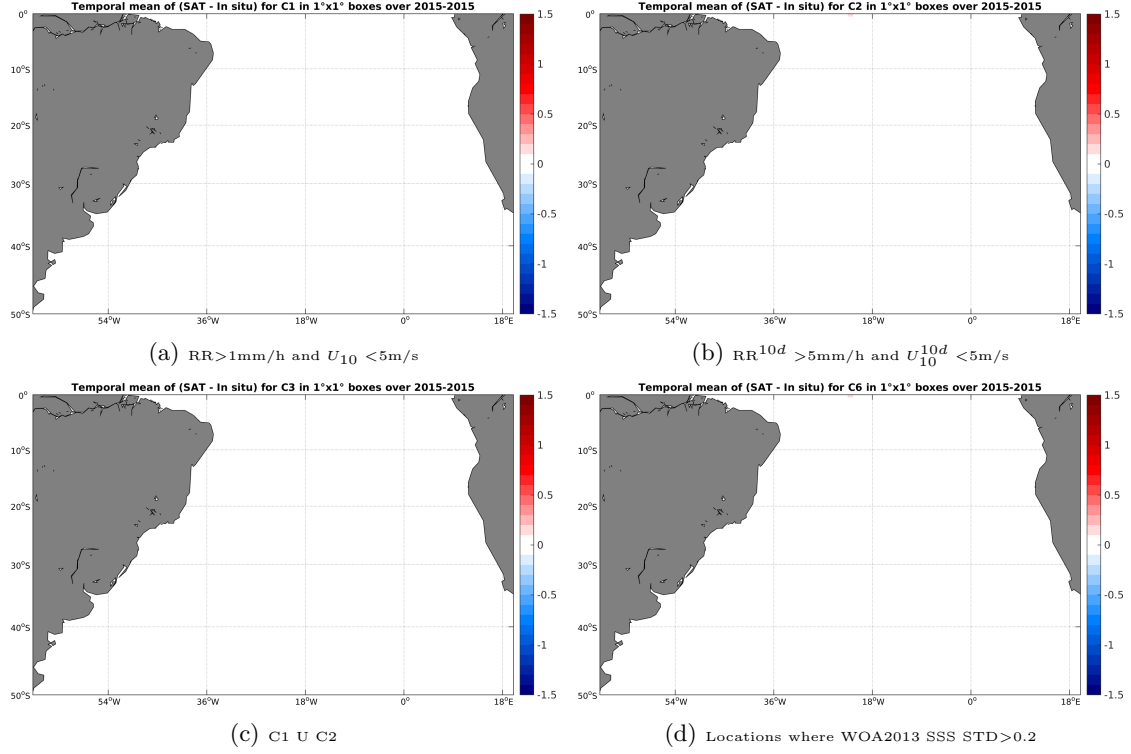 Temporal mean of (SAT - In situ) for C1 in 1°x1° boxes over 2015-2015
0°
10°S
20°S
30°S
40°S
50°S
54°W 36°W 18°W 0° 18°E
1.5
1
0.5
0
-0.5
-1
-1.5
(a) RR>1mm/h and U10 <5m/s
Temporal mean of (SAT - In situ) for C2 in 1°x1° boxes over 2015-2015
0°
10°S
20°S
30°S
40°S
50°S
54°W 36°W 18°W 0° 18°E
1.5
1
0.5
0
-0.5
-1
-1.5
(b) RR10d >5mm/h and U10d10 <5m/s
Temporal mean of (SAT - In situ) for C3 in 1°x1° boxes over 2015-2015
0°
10°S
20°S
30°S
40°S
50°S
54°W 36°W 18°W 0° 18°E
1.5
1
0.5
0
-0.5
-1
-1.5
(c) C1 U C2
Temporal mean of (SAT - In situ) for C6 in 1°x1° boxes over 2015-2015
0°
10°S
20°S
30°S
40°S
50°S
54°W 36°W 18°W 0° 18°E
1.5
1
0.5
0
-0.5
-1
-1.5
(d) Locations where WOA2013 SSS STD>0.2